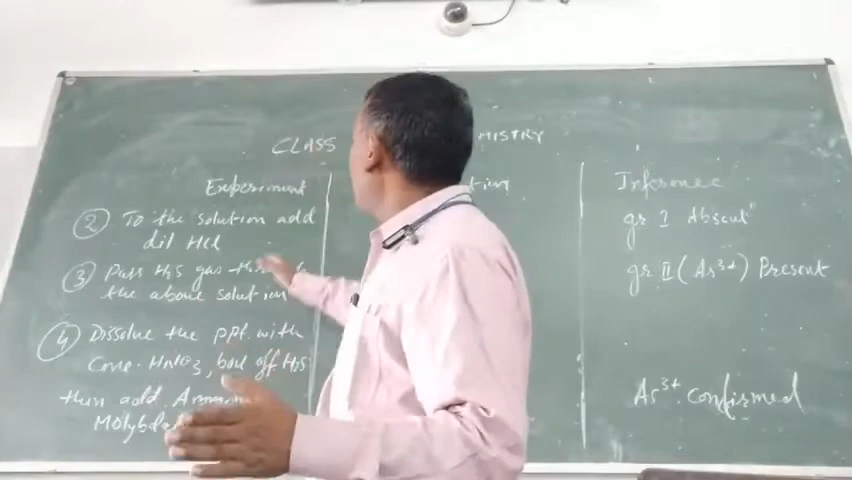 CLASS
MISTRY
Experiment
Inference
② To the solution add
dil HCl
gr I Absent
③ Pass H₂S gas
the above solution
gr II (As³⁺) Present
④ Dissolve the ppt. with
Conc. HNO₃, boil off H₂S
then add
As³⁺ confirmed